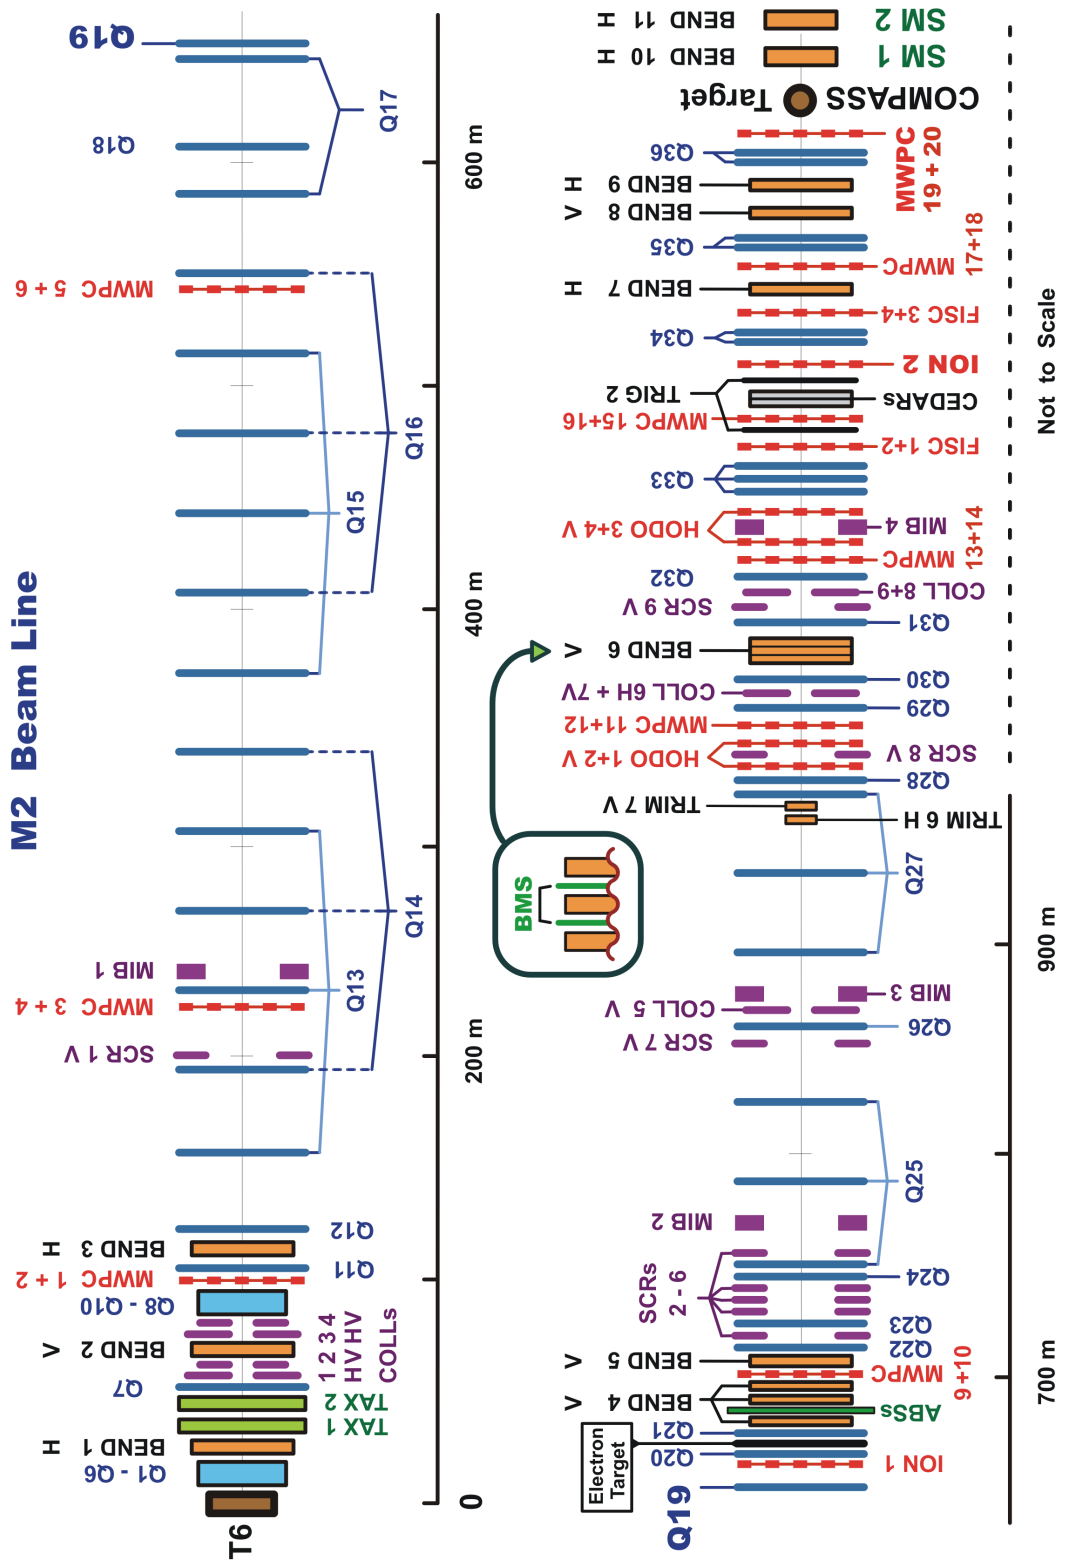 M2 Beam Line
T6
Q1 - Q6
BEND 1 H
TAX 1
TAX 2
Q7
BEND 2 V
1 2 3 4
HV HV
COLLs
Q8 - Q10
MWPC 1 + 2
Q11
BEND 3 H
Q12
SCR 1 V
MWPC 3 + 4
MIB 1
Q13
Q14
Q15
Q16
MWPC 5 + 6
Q18
Q17
Q19
0
200 m
400 m
600 m
Q19
Electron
Target
ION 1
Q20
Q21
ABSs
BEND 4 V
MWPC
9+10
BEND 5 V
Q22
Q23
SCRs
2 - 6
Q24
MIB 2
Q25
SCR 7 V
Q26
COLL 5 V
MIB 3
Q27
TRIM 6 H
TRIM 7 V
Q28
HODO 1+2 V
SCR 8 V
MWPC 11+12
Q29
COLL 6H + 7V
Q30
BEND 6 V
BMS
Q31
SCR 9 V
COLL 8+9
Q32
MWPC
13+14
HODO 3+4 V
MIB 4
Q33
FISC 1+2
MWPC 15+16
CEDARs
TRIG 2
ION 2
Q34
FISC 3+4
BEND 7 H
MWPC
17+18
Q35
BEND 8 V
BEND 9 H
Q36
MWPC
19 + 20
COMPASS
Target
SM 1
BEND 10 H
SM 2
BEND 11 H
700 m
900 m
Not to Scale